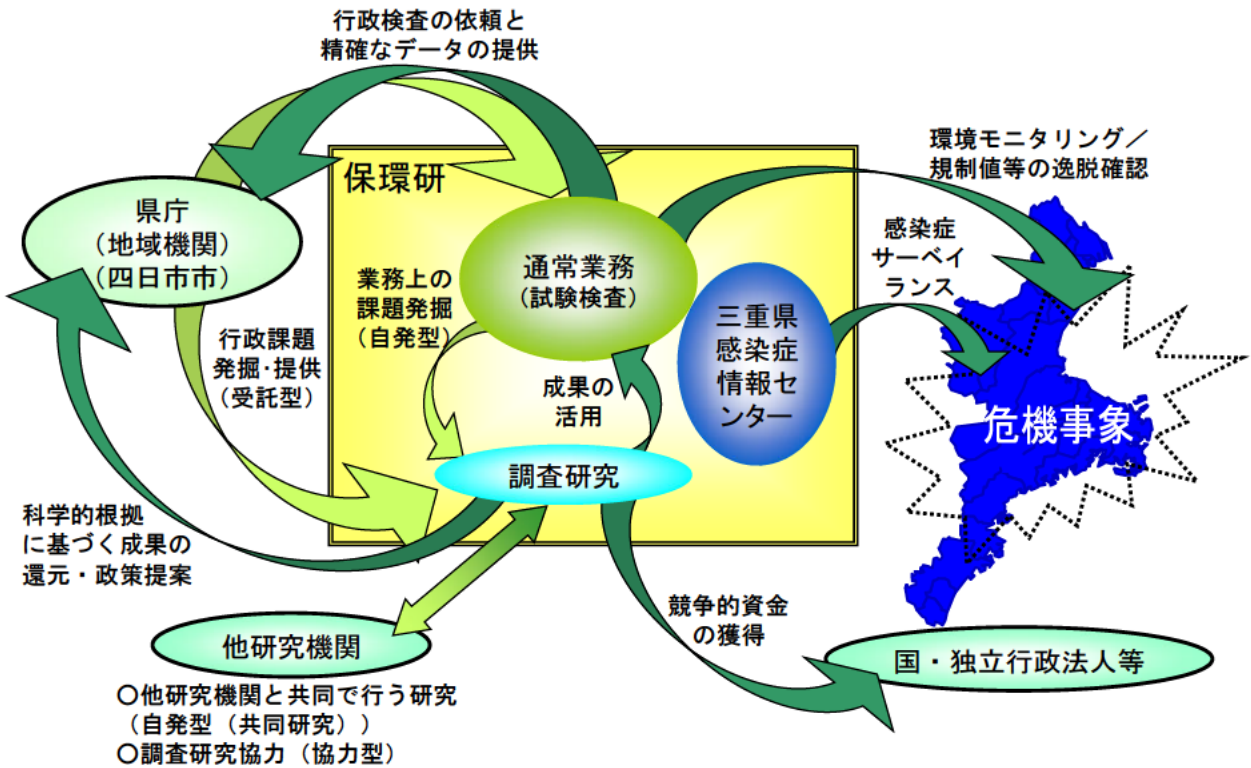 行政検査の依頼と
精確なデータの提供
環境モニタリング／
規制値等の逸脱確認
保環研
県庁
（地域機関）
（四日市市）
通常業務
（試験検査）
感染症
サーベイ
ランス
業務上の
課題発掘
（自発型）
三重県
感染症
情報セ
ンター
行政課題
発掘･提供
（受託型）
成果の
活用
危機事象
調査研究
科学的根拠
に基づく成果の
還元・政策提案
競争的資金
の獲得
他研究機関
国・独立行政法人等
〇他研究機関と共同で行う研究
（自発型（共同研究））
〇調査研究協力（協力型）